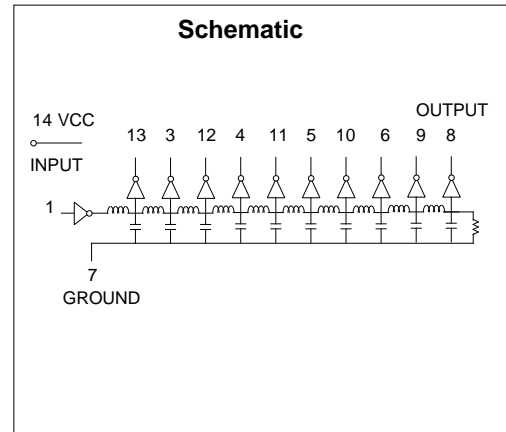 Schematic
OUTPUT
14 VCC
13 3 12 4 11 5 10 6 9 8
INPUT
1
7
GROUND